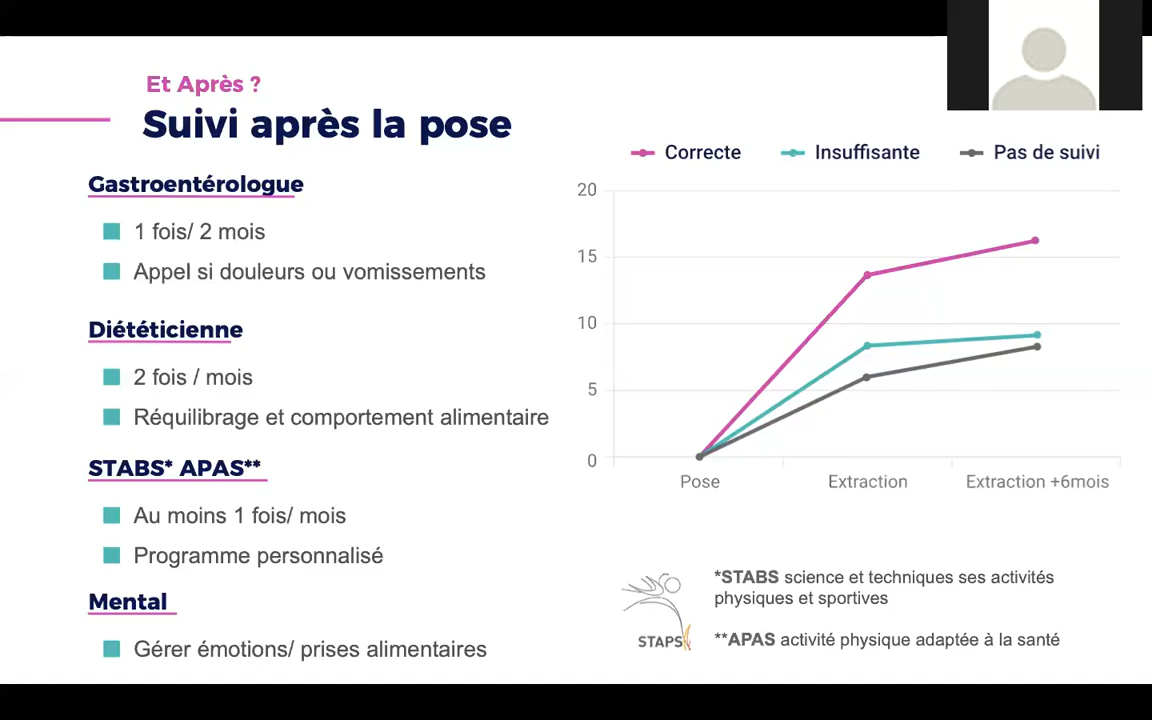 Et Après ?
Suivi après la pose
Gastroentérologue
1 fois/ 2 mois
Appel si douleurs ou vomissements
Diététicienne
2 fois / mois
Réquilibrage et comportement alimentaire
STABS* APAS**
Au moins 1 fois/ mois
Programme personnalisé
Mental
Gérer émotions/ prises alimentaires
Correcte Insuffisante Pas de suivi
20
15
10
5
0
Pose Extraction Extraction +6mois
STAPS
*STABS science et techniques ses activités
physiques et sportives
**APAS activité physique adaptée à la santé